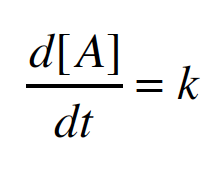 d[A]/dt = k